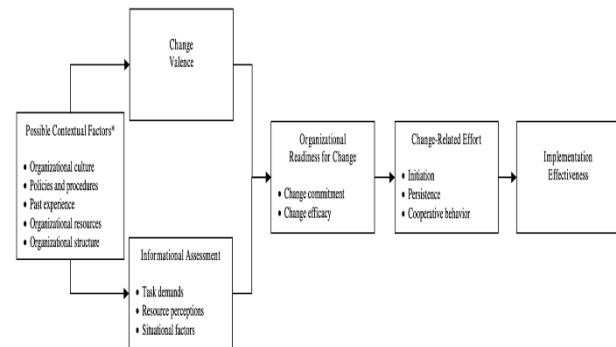 Change
Valence
Possible Contextual Factors*
• Organizational culture
• Policies and procedures
• Past experience
• Organizational resources
• Organizational structure
Informational Assessment
• Task demands
• Resource perceptions
• Situational factors
Organizational
Readiness for Change
• Change commitment
• Change efficacy
Change-Related Effort
• Initiation
• Persistence
• Cooperative behavior
Implementation
Effectiveness